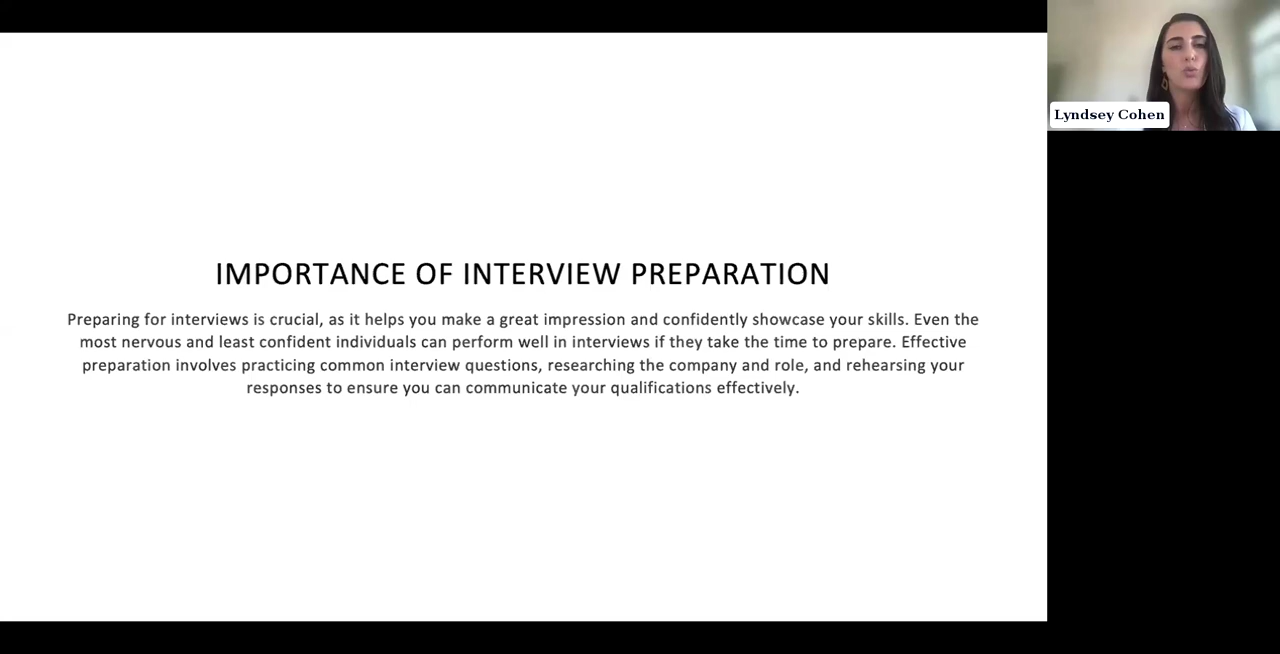 IMPORTANCE OF INTERVIEW PREPARATION
Preparing for interviews is crucial, as it helps you make a great impression and confidently showcase your skills. Even the
most nervous and least confident individuals can perform well in interviews if they take the time to prepare. Effective
preparation involves practicing common interview questions, researching the company and role, and rehearsing your
responses to ensure you can communicate your qualifications effectively.
Lyndsey Cohen